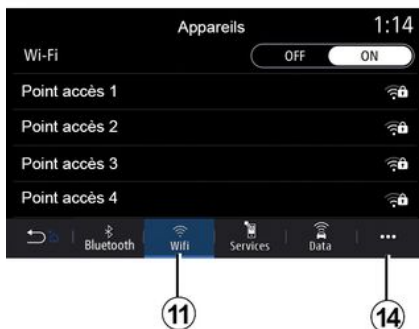 Appareils 1:14
Wi-Fi OFF ON
Point accès 1
Point accès 2
Point accès 3
Point accès 4
Bluetooth Wifi Services Data ...
11 14